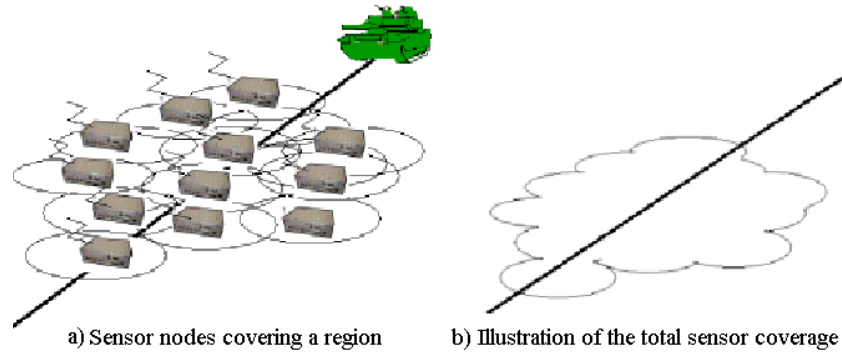 a) Sensor nodes covering a region
b) Illustration of the total sensor coverage